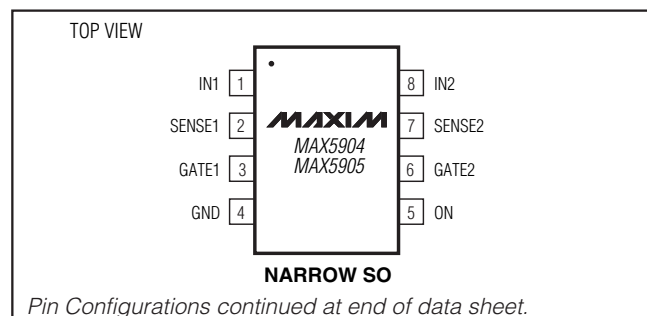 TOP VIEW
IN1 1 8 IN2
SENSE1 2 MAXIM 7 SENSE2
MAX5904
GATE1 3 MAX5905 6 GATE2
GND 4 5 ON
NARROW SO
Pin Configurations continued at end of data sheet.